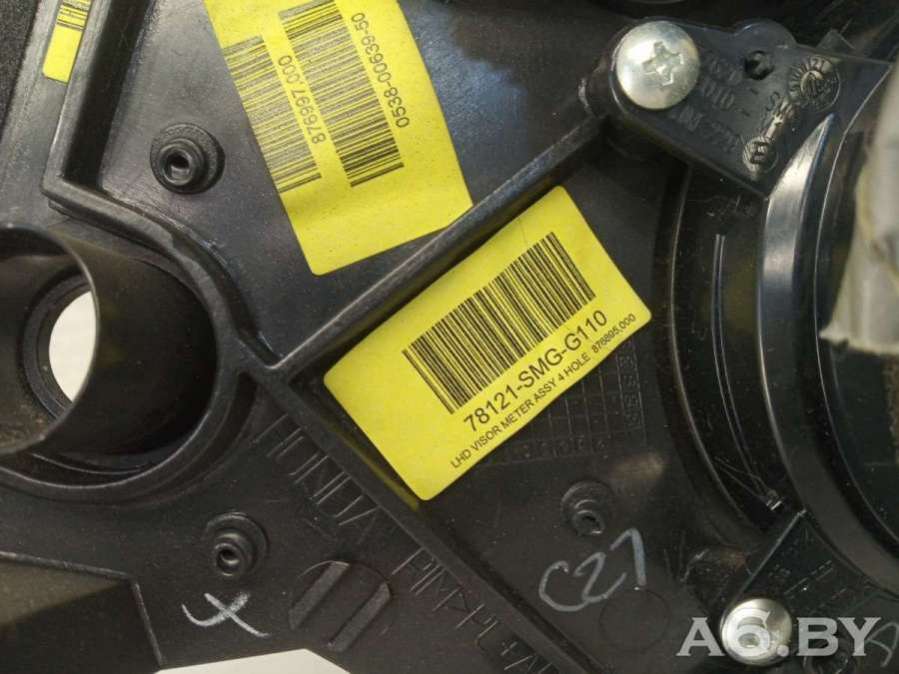 0538-00639-50
876997.000
78121-SMG-G110
LHD VISOR METER ASSY 4 HOLE 876895.000
HONDA
C27
A6.BY